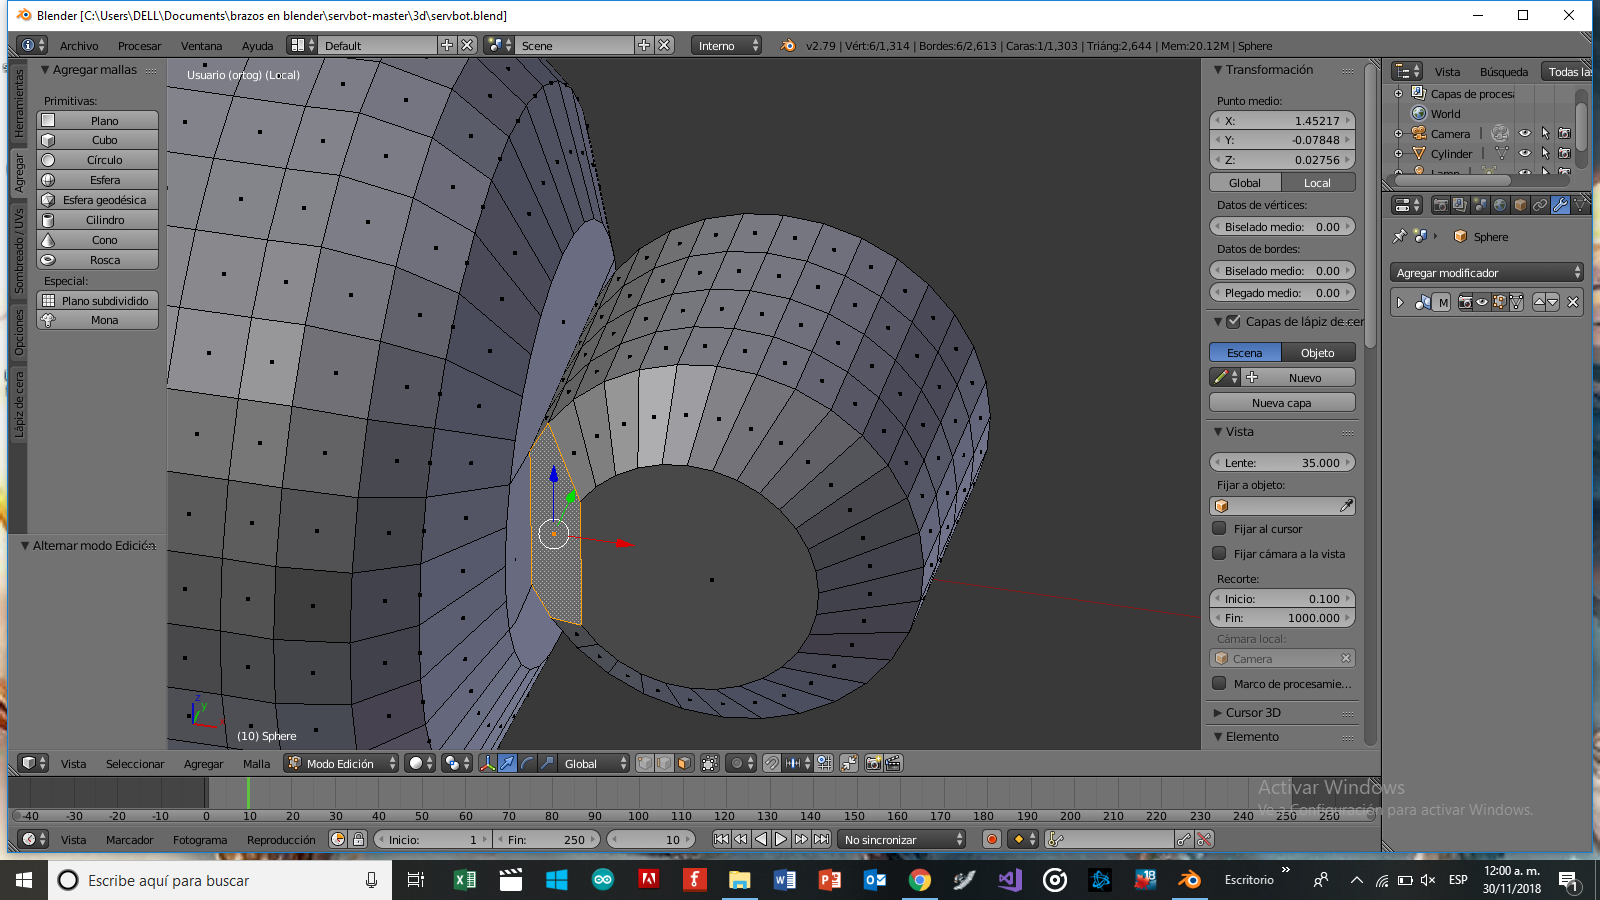 Blender [C:\Users\DELL\Documents\brazos en blender\servbot-master\3d\servbot.blend]
Archivo Procesar Ventana Ayuda Default Scene Interno v2.79 | Vért:6/1,314 | Bordes:6/2,613 | Caras:1/1,303 | Triáng:2,644 | Mem:20.12M | Sphere
Herramientas
Agregar
Sombreado / UVs
Opciones
Lápiz de cera
Agregar mallas
Primitivas:
Plano
Cubo
Círculo
Esfera
Esfera geodésica
Cilindro
Cono
Rosca
Especial:
Plano subdividido
Mona
Alternar modo Edició
Usuario (ortog) (Local)
z
y
x
(10) Sphere
Transformación
Punto medio:
X: 1.45217
Y: -0.07848
Z: 0.02756
Global Local
Datos de vértices:
Biselado medio: 0.00
Datos de bordes:
Biselado medio: 0.00
Plegado medio: 0.00
Capas de lápiz de cer
Escena Objeto
Nuevo
Nueva capa
Vista
Lente: 35.000
Fijar a objeto:
Fijar al cursor
Fijar cámara a la vista
Recorte:
Inicio: 0.100
Fin: 1000.000
Cámara local:
Camera
Marco de procesamie...
Cursor 3D
Elemento
Vista Búsqueda Todas las
Capas de proces
World
Camera
Cylinder
Sphere
Agregar modificador
M
Vista Seleccionar Agregar Malla Modo Edición Global
-40 -30 -20 -10 0 10 20 30 40 50 60 70 80 90 100 110 120 130 140 150 160 170 180 190 200 210 220 230 240 250 260
Vista Marcador Fotograma Reproducción Inicio: 1 Fin: 250 10 No sincronizar
Activar Windows
Ve a Configuración para activar Windows.
Escribe aquí para buscar
18
Escritorio
ESP
12:00 a. m.
30/11/2018
1